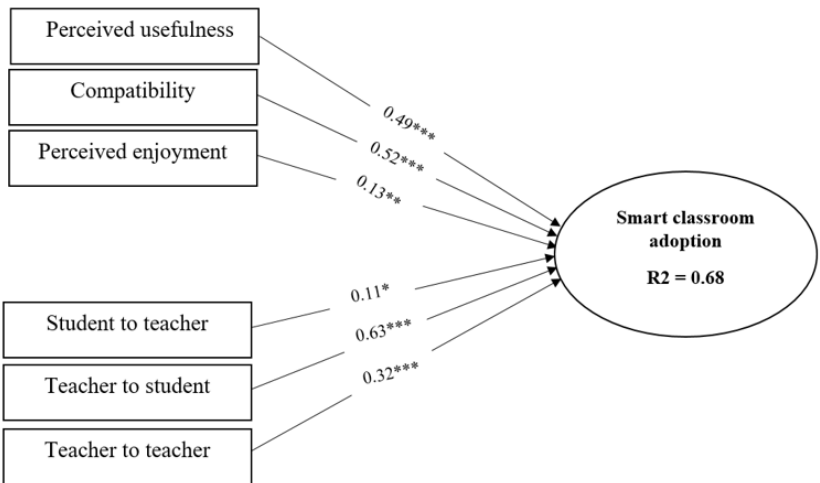 Perceived usefulness
Compatibility
Perceived enjoyment
0.49***
0.52***
0.13**
Smart classroom
adoption
R2 = 0.68
0.11*
0.63***
0.32***
Student to teacher
Teacher to student
Teacher to teacher